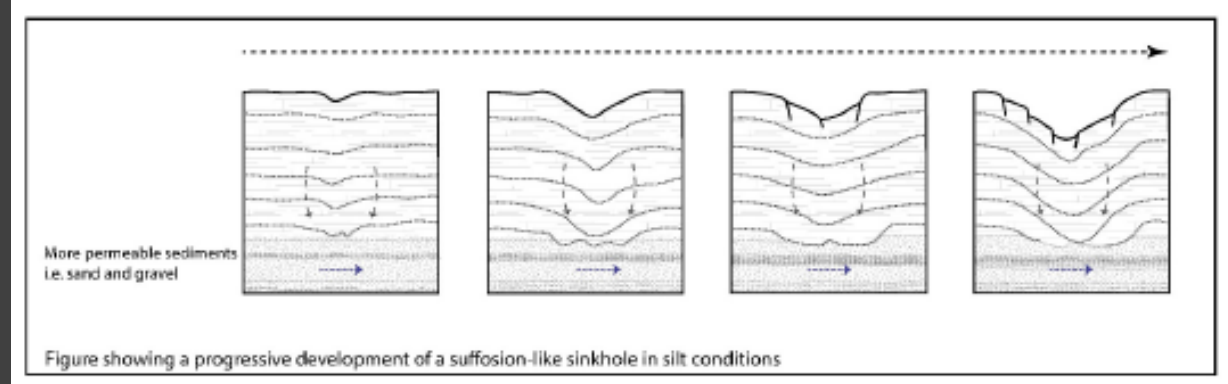 More permeable sediments
i.e. sand and gravel
Figure showing a progressive development of a suffosion-like sinkhole in silt conditions